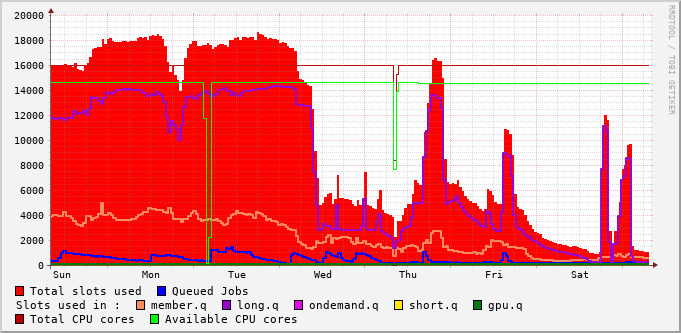 20000
18000
16000
14000
12000
10000
8000
6000
4000
2000
0
Sun Mon Tue Wed Thu Fri Sat
RRDTOOL / TOBI OETIKER
Total slots used Queued Jobs
Slots used in : member.q long.q ondemand.q short.q gpu.q
Total CPU cores Available CPU cores